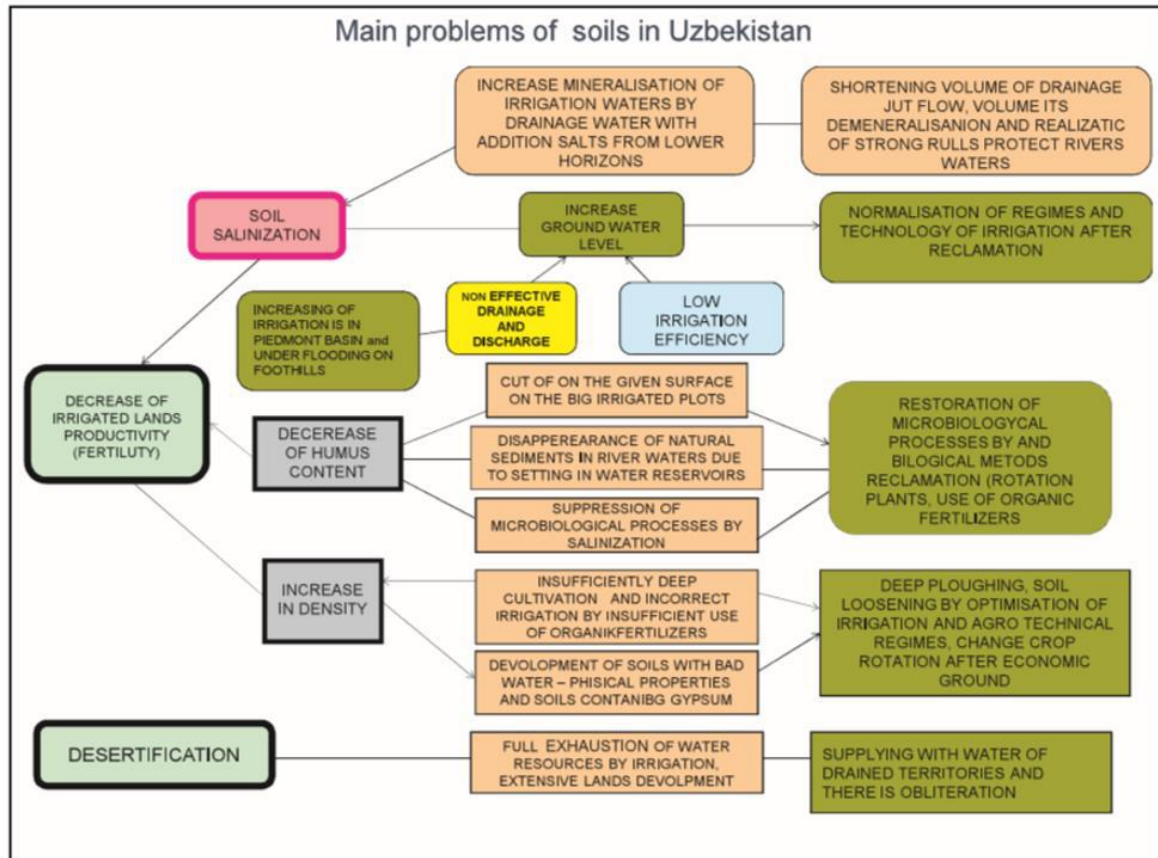 Main problems of soils in Uzbekistan
INCREASE MINERALISATION OF
IRRIGATION WATERS BY
DRAINAGE WATER WITH
ADDITION SALTS FROM LOWER
HORIZONS
SHORTENING VOLUME OF DRAINAGE
JUT FLOW, VOLUME ITS
DEMENERALISANION AND REALIZATIC
OF STRONG RULLS PROTECT RIVERS
WATERS
SOIL
SALINIZATION
INCREASE
GROUND WATER
LEVEL
NORMALISATION OF REGIMES AND
TECHNOLOGY OF IRRIGATION AFTER
RECLAMATION
INCREASING OF
IRRIGATION IS IN
PIEDMONT BASIN and
UNDER FLOODING ON
FOOTHILLS
NON EFFECTIVE
DRAINAGE
AND
DISCHARGE
LOW
IRRIGATION
EFFICIENCY
DECREASE OF
IRRIGATED LANDS
PRODUCTIVITY
(FERTILUTY)
DECEREASE
OF HUMUS
CONTENT
CUT OF ON THE GIVEN SURFACE
ON THE BIG IRRIGATED PLOTS
DISAPPEREARANCE OF NATURAL
SEDIMENTS IN RIVER WATERS DUE
TO SETTING IN WATER RESERVOIRS
SUPPRESSION OF
MICROBIOLOGICAL PROCESSES BY
SALINIZATION
RESTORATION OF
MICROBIOLOGYCAL
PROCESSES BY AND
BILOGICAL METODS
RECLAMATION (ROTATION
PLANTS, USE OF ORGANIC
FERTILIZERS
INCREASE
IN DENSITY
INSUFFICIENTLY DEEP
CULTIVATION AND INCORRECT
IRRIGATION BY INSUFFICIENT USE
OF ORGANIKFERTILIZERS
DEVOLOPMENT OF SOILS WITH BAD
WATER – PHISICAL PROPERTIES
AND SOILS CONTANIBG GYPSUM
DEEP PLOUGHING, SOIL
LOOSENING BY OPTIMISATION OF
IRRIGATION AND AGRO TECHNICAL
REGIMES, CHANGE CROP
ROTATION AFTER ECONOMIC
GROUND
DESERTIFICATION
FULL EXHAUSTION OF WATER
RESOURCES BY IRRIGATION,
EXTENSIVE LANDS DEVOLPMENT
SUPPLYING WITH WATER OF
DRAINED TERRITORIES AND
THERE IS OBLITERATION